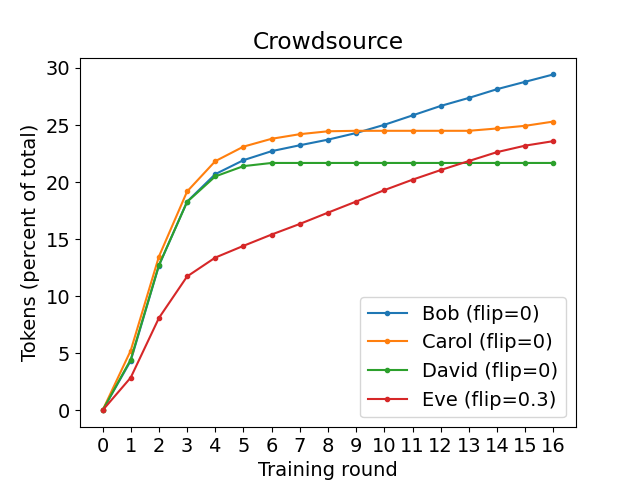 Crowdsource
Tokens (percent of total)
30
25
20
15
10
5
0
Bob (flip=0)
Carol (flip=0)
David (flip=0)
Eve (flip=0.3)
0 1 2 3 4 5 6 7 8 9 10 11 12 13 14 15 16
Training round